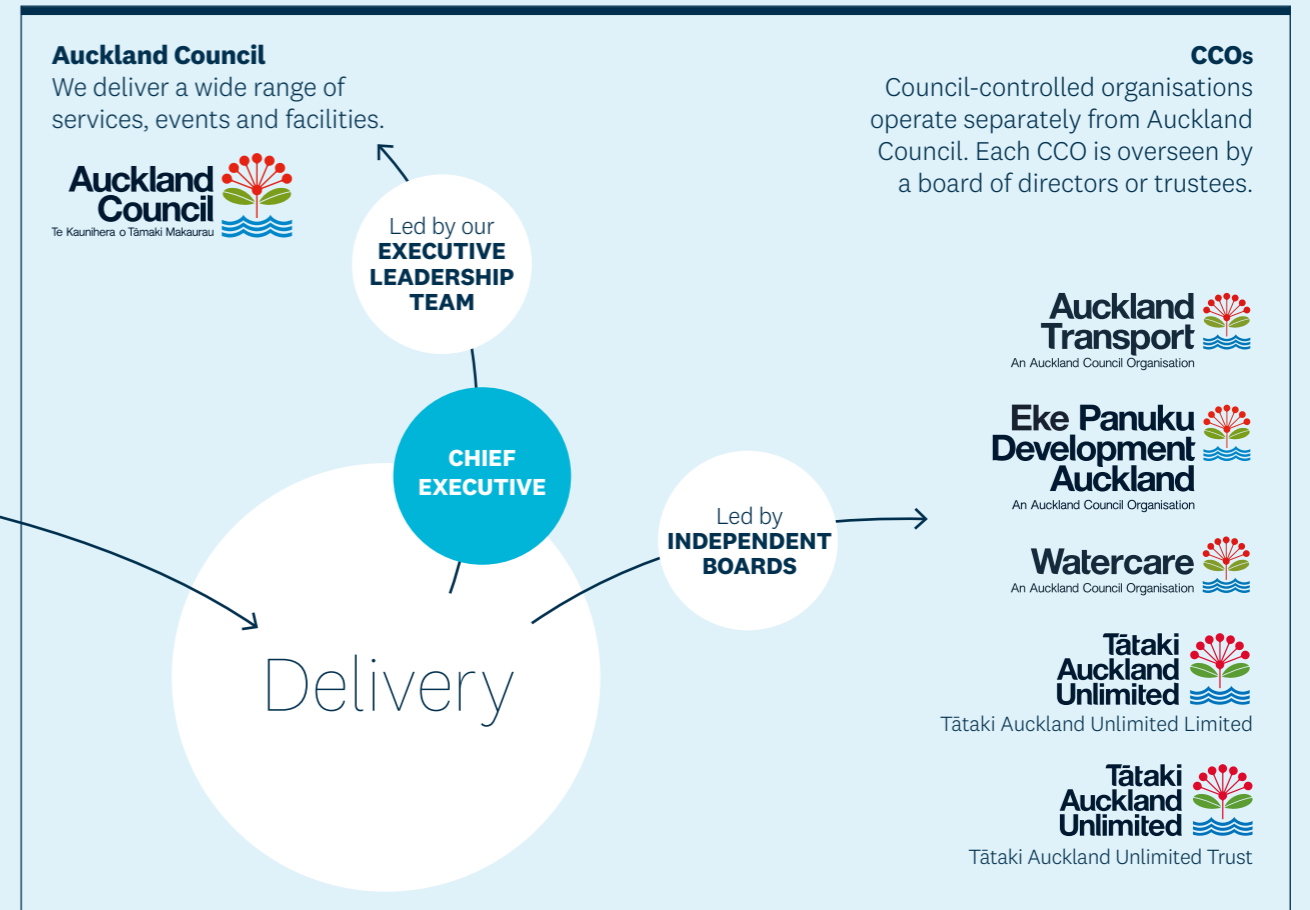 Auckland Council
We deliver a wide range of
services, events and facilities.
Auckland
Council
Te Kaunihera o Tāmaki Makaurau
Led by our
EXECUTIVE
LEADERSHIP
TEAM
CHIEF
EXECUTIVE
Delivery
Led by
INDEPENDENT
BOARDS
CCOs
Council-controlled organisations
operate separately from Auckland
Council. Each CCO is overseen by
a board of directors or trustees.
Auckland
Transport
An Auckland Council Organisation
Eke Panuku
Development
Auckland
An Auckland Council Organisation
Watercare
An Auckland Council Organisation
Tātaki
Auckland
Unlimited
Tātaki Auckland Unlimited Limited
Tātaki
Auckland
Unlimited
Tātaki Auckland Unlimited Trust